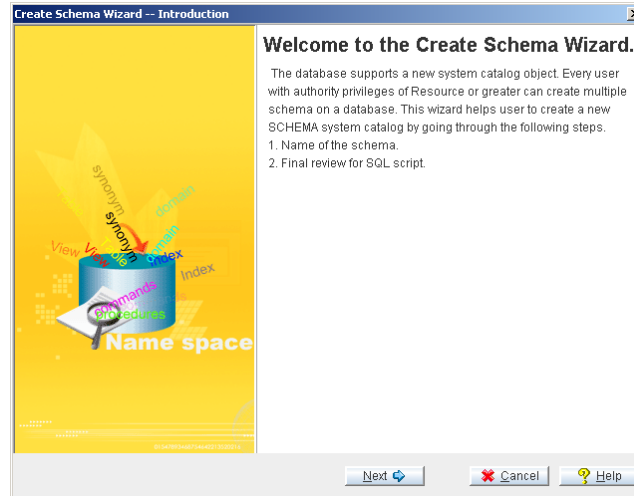 Create Schema Wizard -- Introduction
Welcome to the Create Schema Wizard.
The database supports a new system catalog object. Every user
with authority privileges of Resource or greater can create multiple
schema on a database. This wizard helps user to create a new
SCHEMA system catalog by going through the following steps.
1. Name of the schema.
2. Final review for SQL script.
synonym
domain
Table
synonym
View
View
Table
domain
Index
Index
commands
procedures
Name space
Next
Cancel
Help